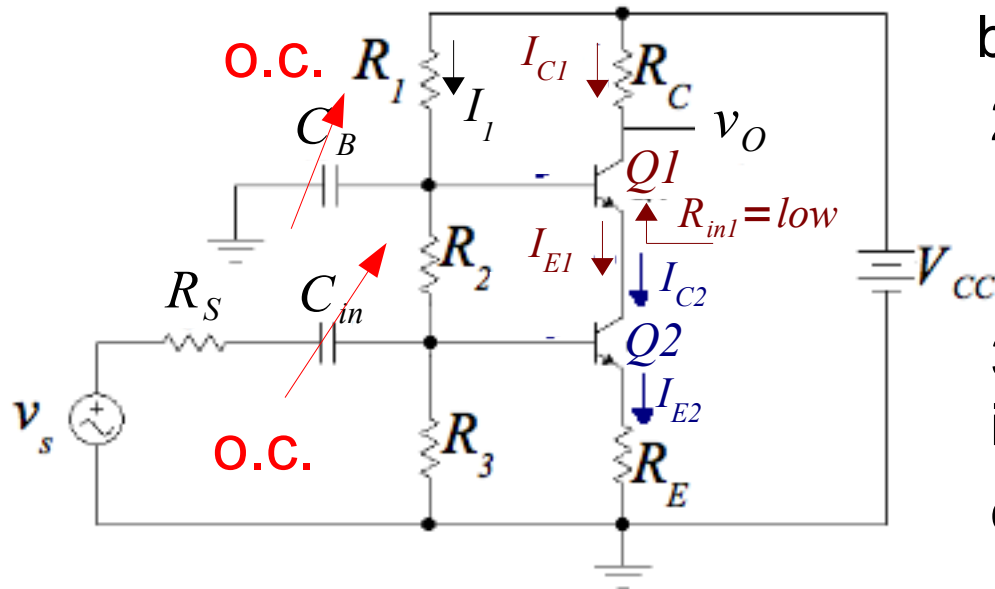 o.c.
R1
IC1
RC
b
I1
CB
vO
Q1
Rin1=low
IE1
R2
VCC
IC2
RS
Cin
Q2
IE2
vs
R3
o.c.
RE
i